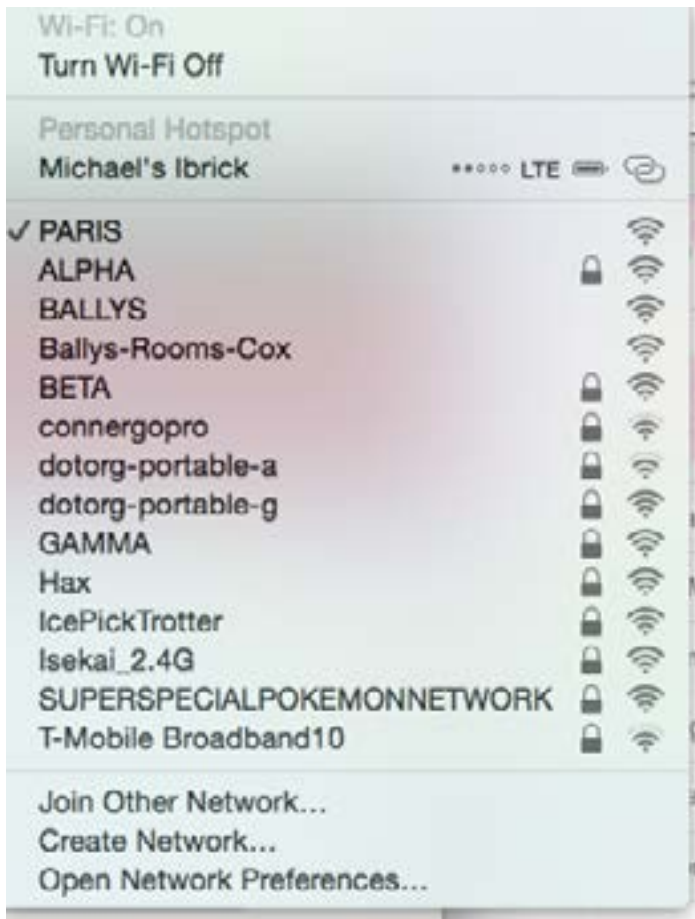 Wi-Fi: On
Turn Wi-Fi Off
Personal Hotspot
Michael's Ibrick LTE
PARIS
ALPHA
BALLYS
Ballys-Rooms-Cox
BETA
connergopro
dotorg-portable-a
dotorg-portable-g
GAMMA
Hax
IcePickTrotter
Isekai_2.4G
SUPERSPECIALPOKEMONNETWORK
T-Mobile Broadband10
Join Other Network...
Create Network...
Open Network Preferences...